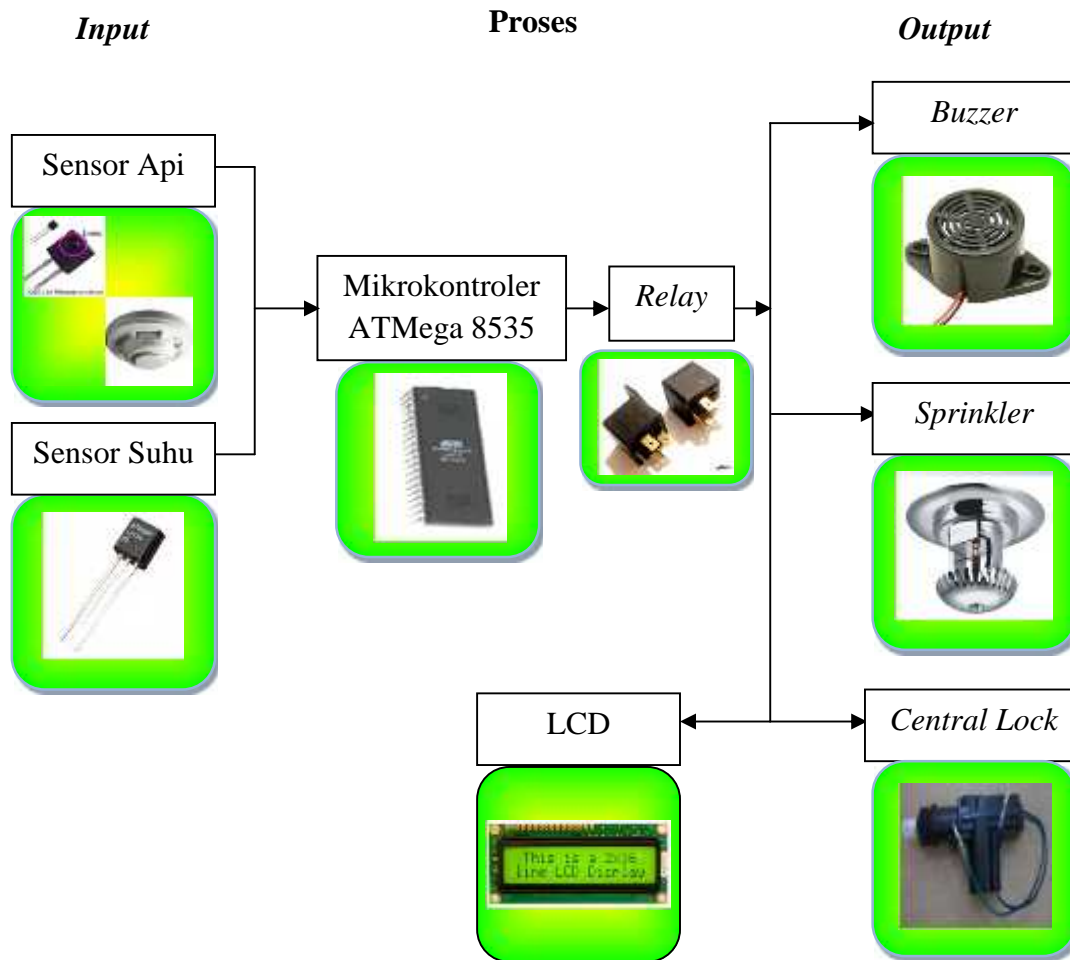 Input
Proses
Output
Buzzer
Sensor Api
Mikrokontroler
ATMega 8535
Relay
Sprinkler
Sensor Suhu
LCD
Central Lock
This is a 2x16
line LCD Display